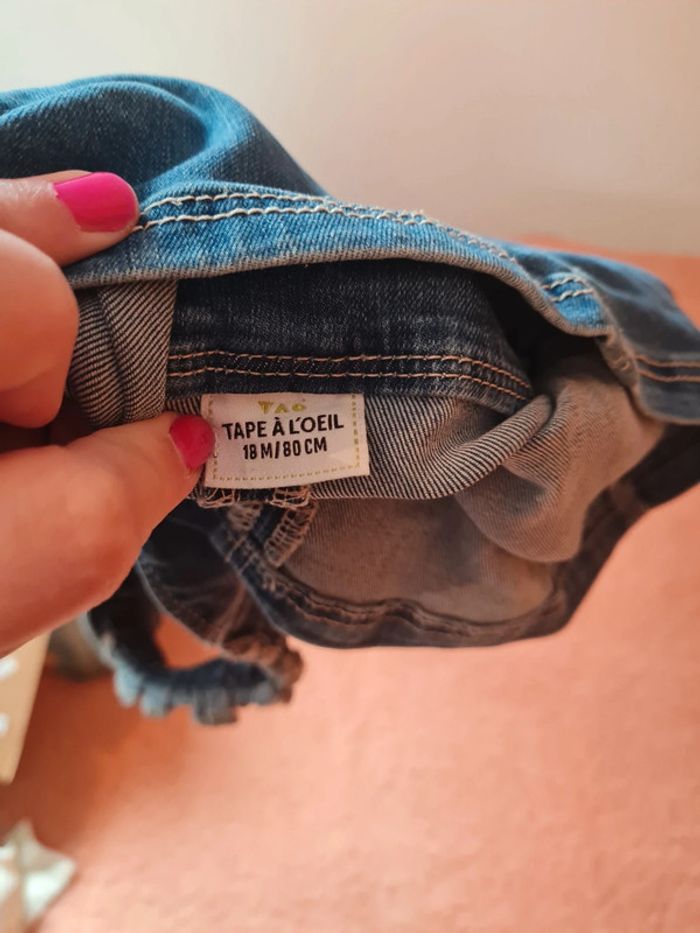 TAO
TAPE À L'OEIL
18 M/80 CM